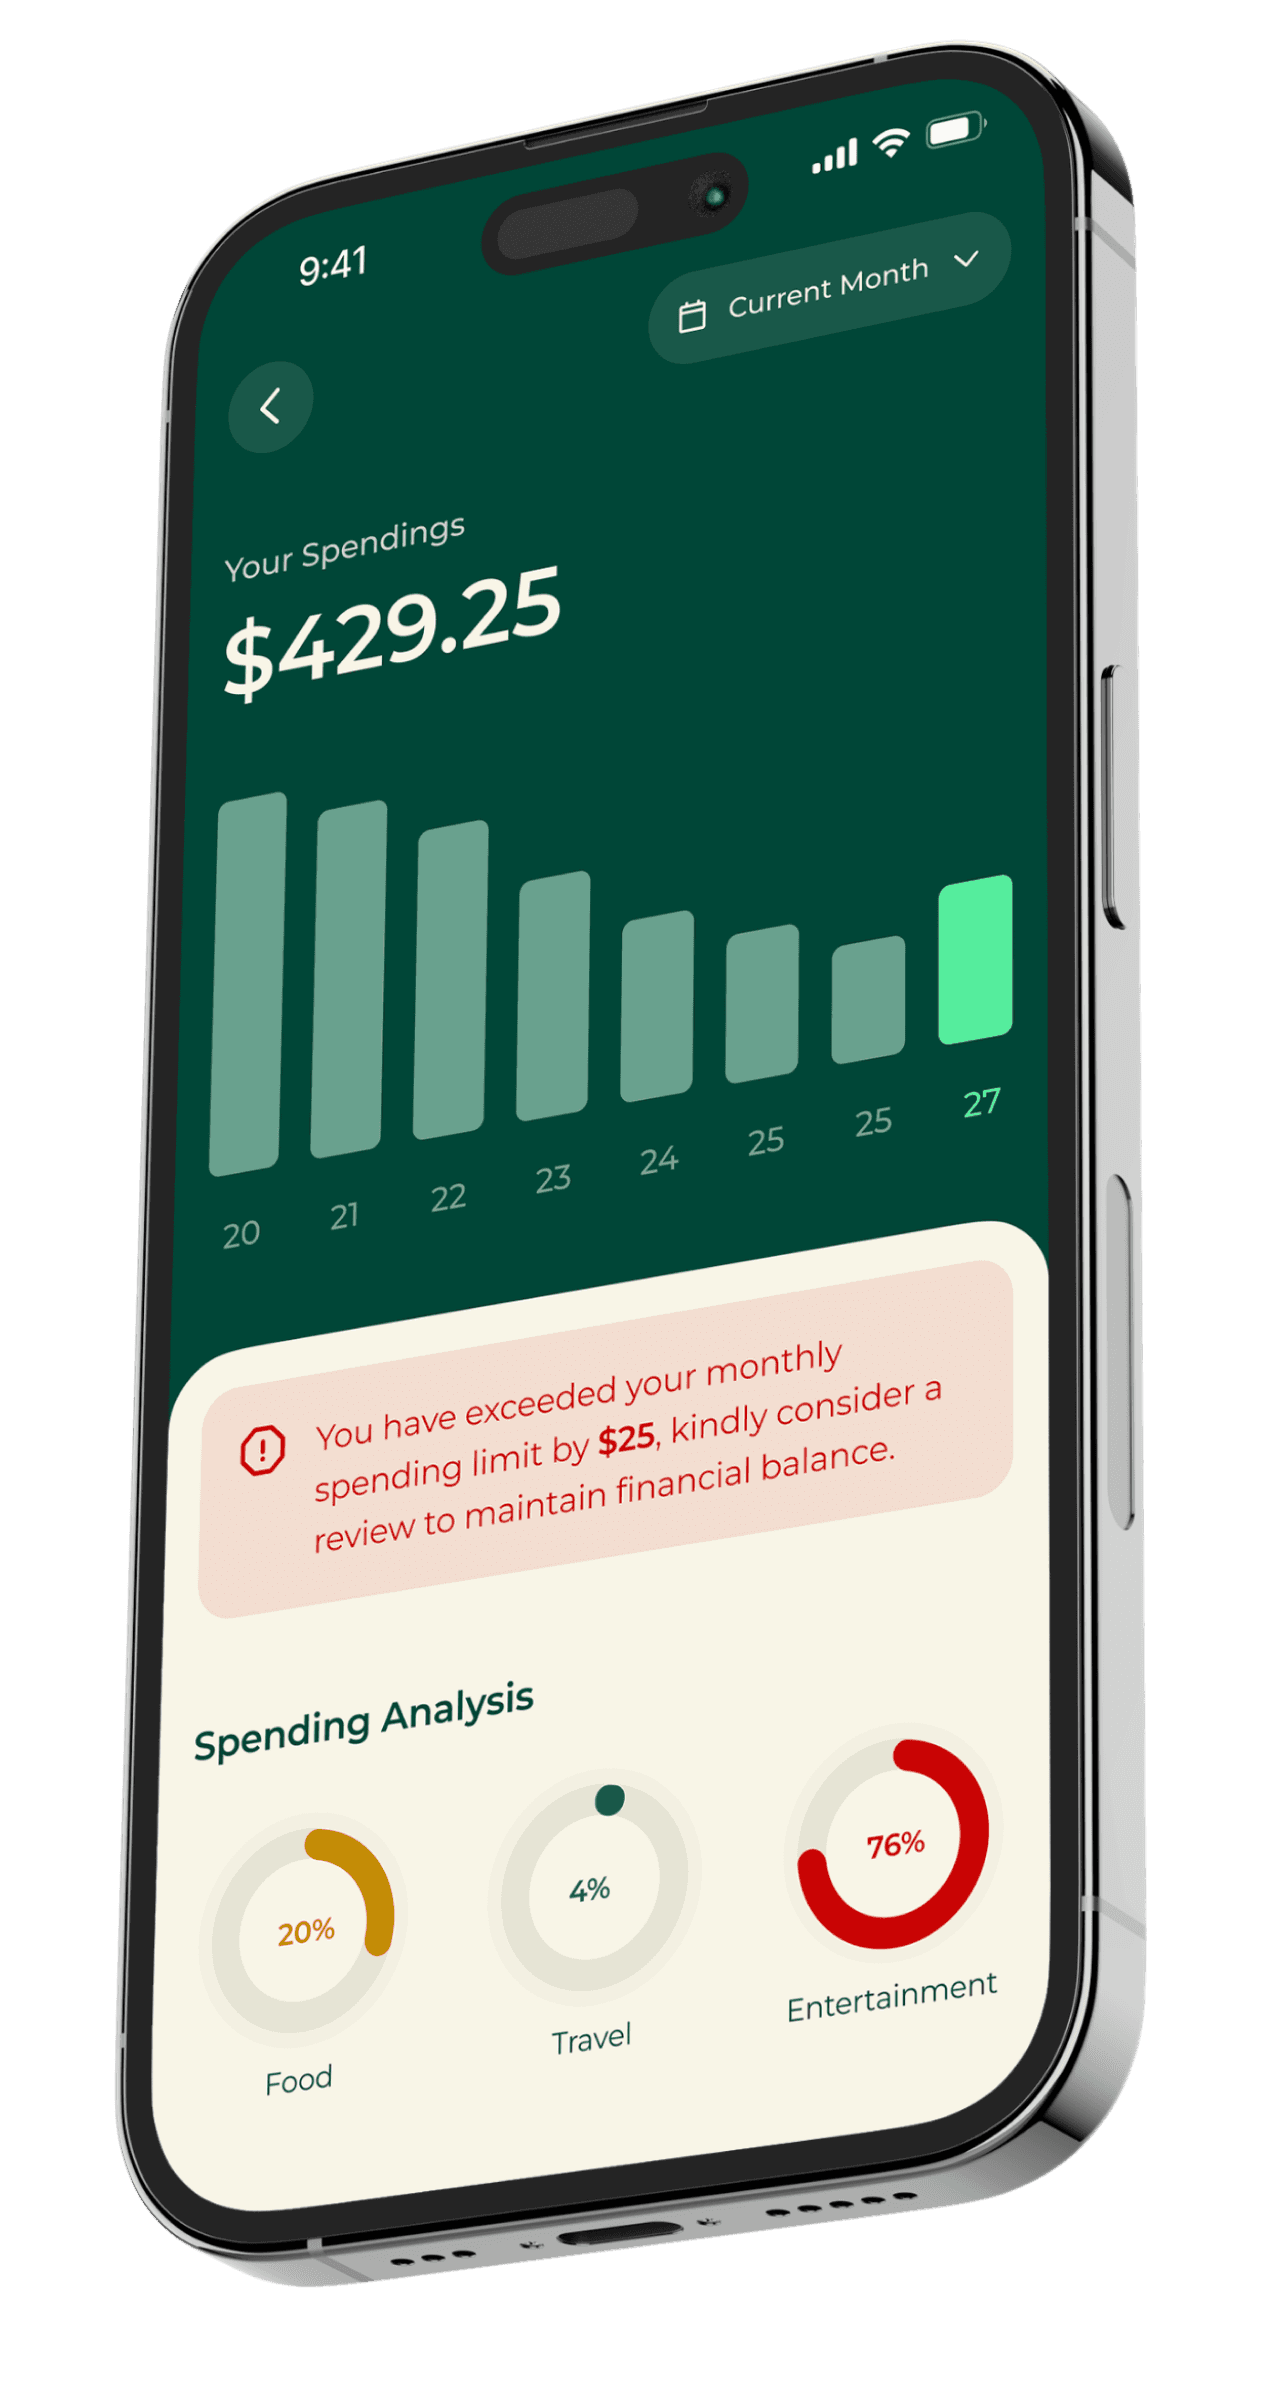 9:41
Current Month
Your Spendings
$429.25
20
21
22
23
24
25
25
27
You have exceeded your monthly
spending limit by $25, kindly consider a
review to maintain financial balance.
Spending Analysis
20%
4%
76%
Food
Travel
Entertainment